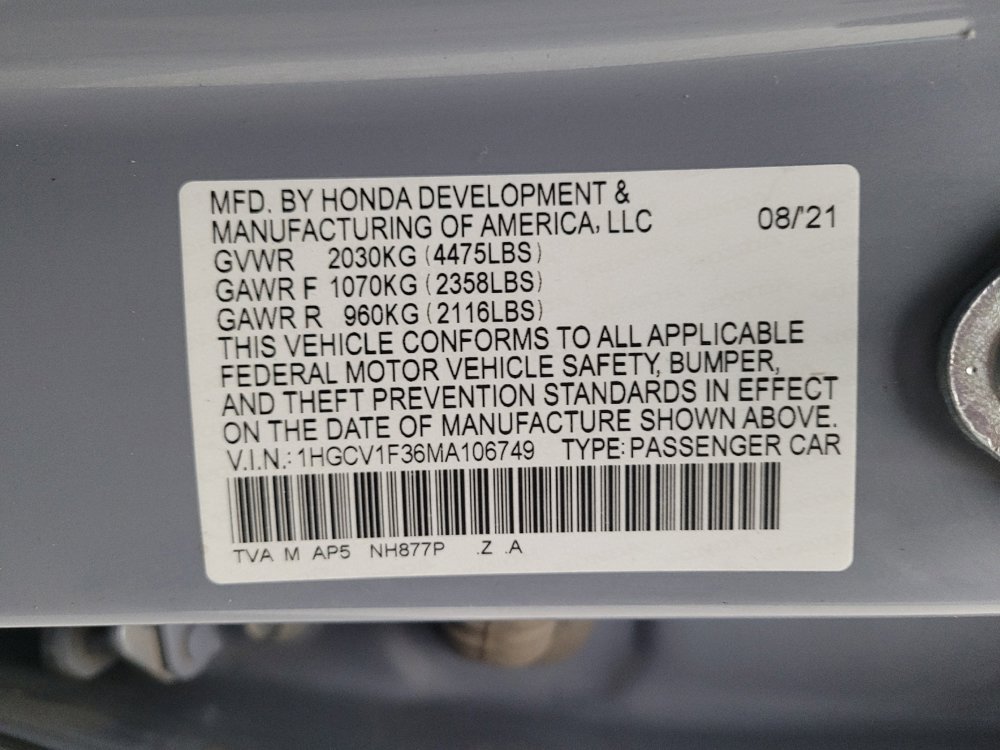 MFD. BY HONDA DEVELOPMENT &
MANUFACTURING OF AMERICA, LLC 08/'21
GVWR 2030KG (4475LBS)
GAWR F 1070KG (2358LBS)
GAWR R 960KG (2116LBS)
THIS VEHICLE CONFORMS TO ALL APPLICABLE
FEDERAL MOTOR VEHICLE SAFETY, BUMPER,
AND THEFT PREVENTION STANDARDS IN EFFECT
ON THE DATE OF MANUFACTURE SHOWN ABOVE.
V.I.N.: 1HGCV1F36MA106749 TYPE: PASSENGER CAR
TVA M AP5 NH877P .Z .A